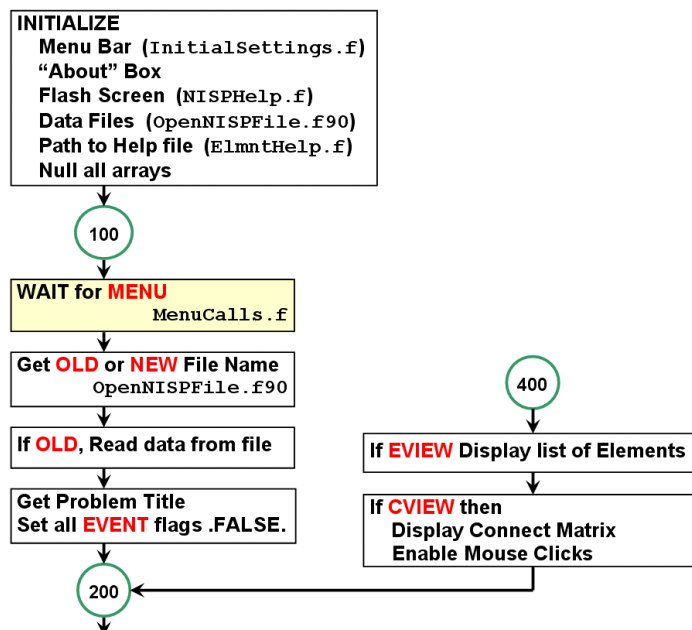 INITIALIZE
Menu Bar (InitialSettings.f)
“About” Box
Flash Screen (NISPHelp.f)
Data Files (OpenNISPFile.f90)
Path to Help file (ElmntHelp.f)
Null all arrays
100
WAIT for MENU
MenuCalls.f
Get OLD or NEW File Name
OpenNISPFile.f90
If OLD, Read data from file
Get Problem Title
Set all EVENT flags .FALSE.
200
400
If EVIEW Display list of Elements
If CVIEW then
Display Connect Matrix
Enable Mouse Clicks